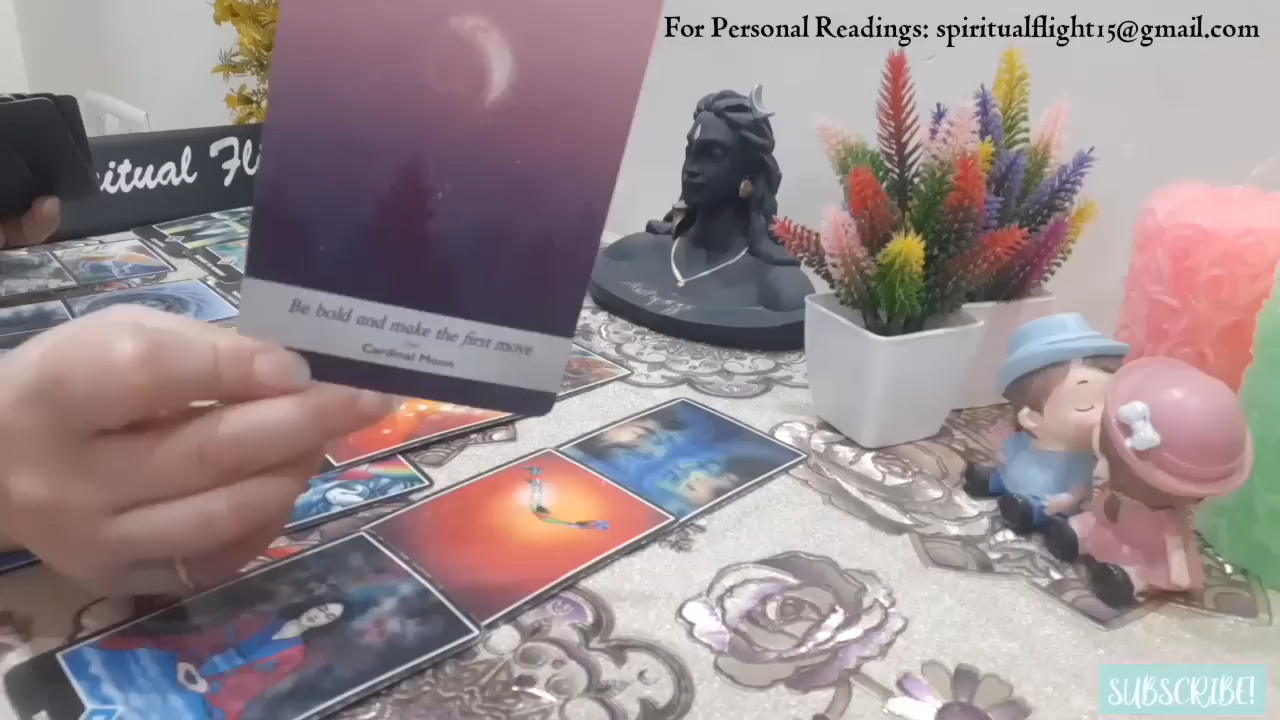 For Personal Readings: spiritualflight15@gmail.com
Be bold and make the first move
Cardinal Moon
SUBSCRIBE!